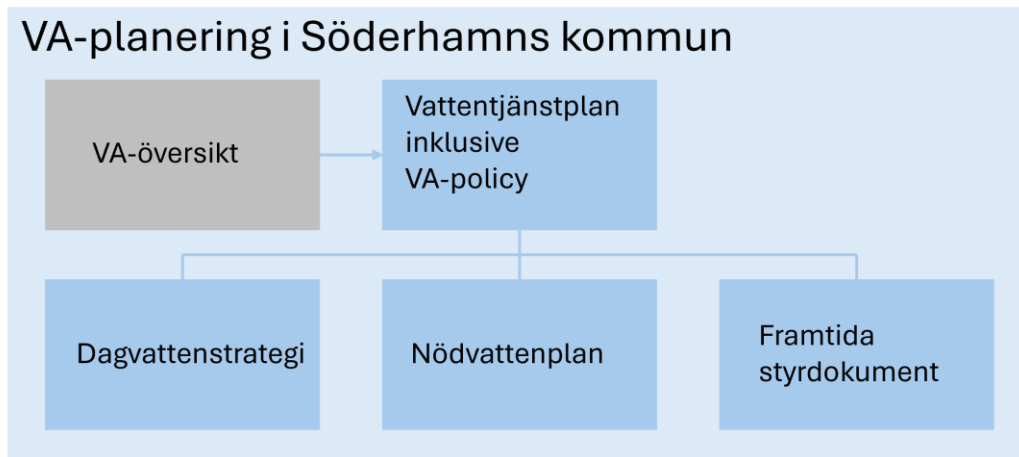 VA-planering i Söderhamns kommun
VA-översikt
Vattentjänstplan
inklusive
VA-policy
Dagvattenstrategi
Nödvattenplan
Framtida
styrdokument